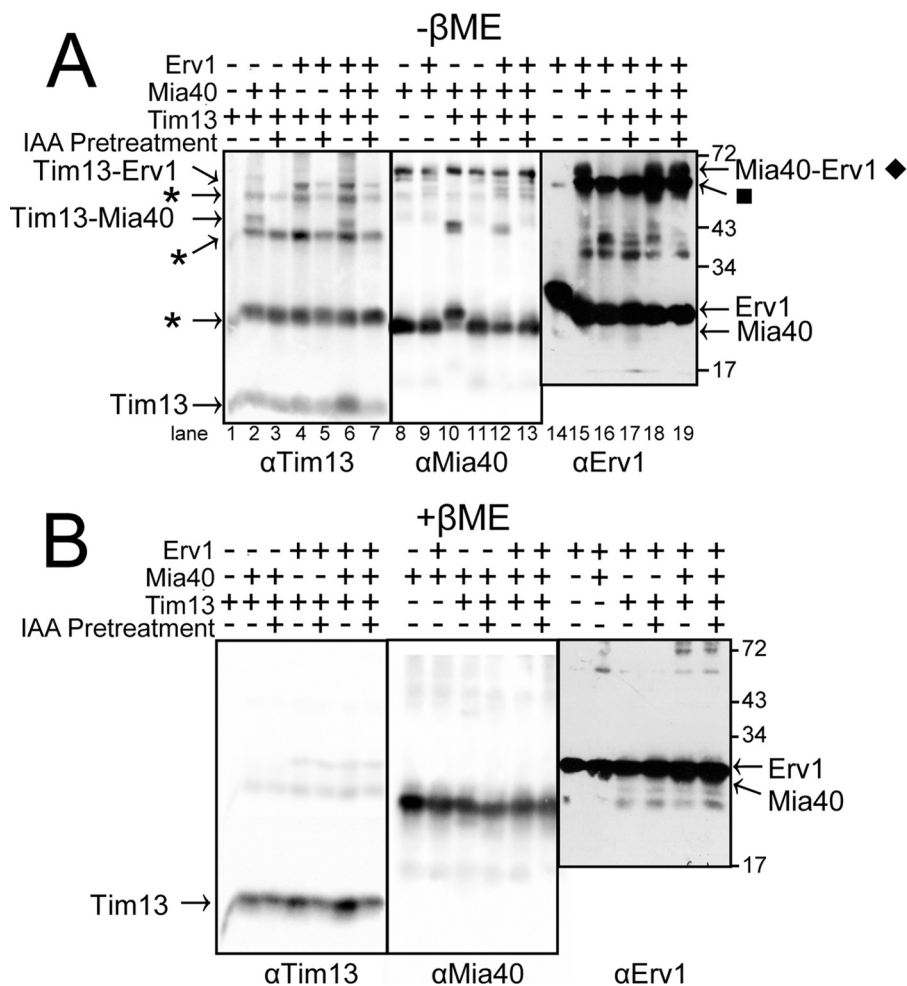 A
-βME
Erv1 - - - + + + + - + - - + + + + + + + +
Mia40 - + + - - + + + + + + + + - + - - + +
Tim13 + + + + + + + - - + + + + - - + + + +
IAA Pretreatment + + + + + + +
Tim13-Erv1
*
Tim13-Mia40
*
*
Tim13
72
Mia40-Erv1 ◆
■
43
34
Erv1
Mia40
17
lane 1 2 3 4 5 6 7 8 9 10 11 12 13 14 15 16 17 18 19
αTim13 αMia40 αErv1
B
+βME
Erv1 - - - + + + + - + - - + + + + + + + +
Mia40 - + + - - + + + + + + + + - + - - + +
Tim13 + + + + + + + - - + + + + - - + + + +
IAA Pretreatment + + + + + + +
72
43
34
Erv1
Mia40
17
Tim13
αTim13 αMia40 αErv1